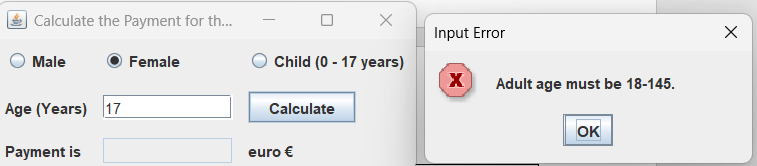 Calculate the Payment for th...
Male Female Child (0 - 17 years)
Age (Years) 17 Calculate
Payment is euro €
Input Error
X Adult age must be 18-145.
OK